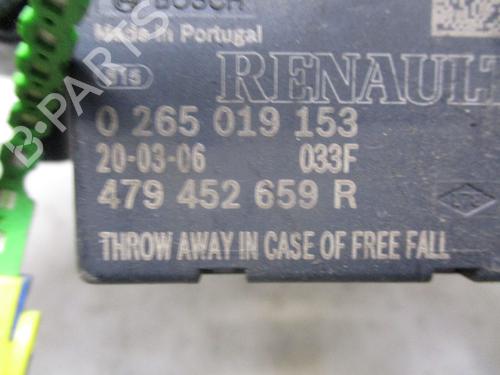 BOSCH
Made in Portugal
915
RENAULT
0 265 019 153
20-03-06 033F
479 452 659 R
THROW AWAY IN CASE OF FREE FALL
B-PARTS